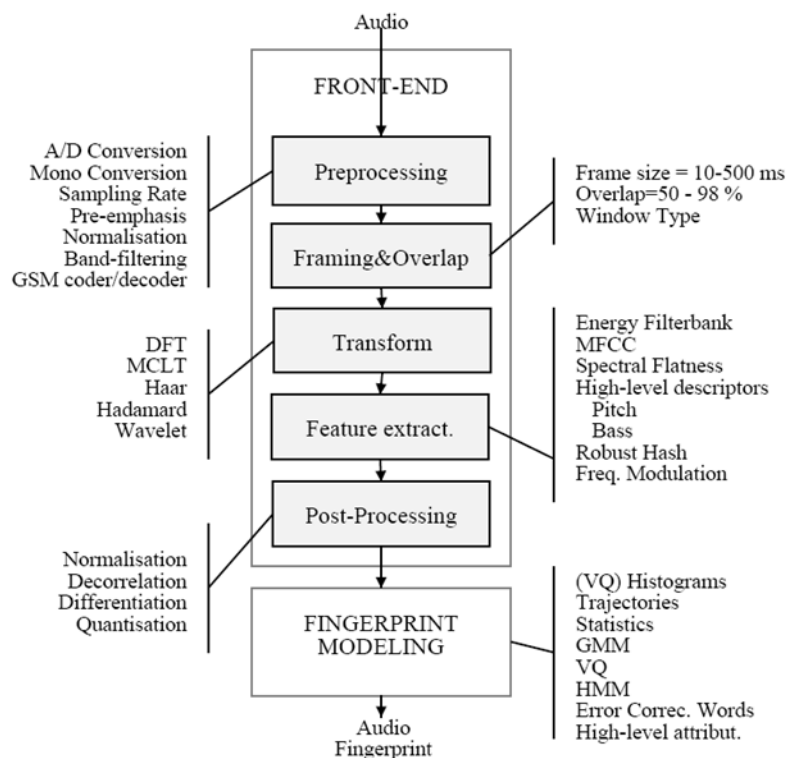 Audio
FRONT-END
A/D Conversion
Mono Conversion
Sampling Rate
Pre-emphasis
Normalisation
Band-filtering
GSM coder/decoder
Preprocessing
Frame size = 10-500 ms
Overlap=50 - 98 %
Window Type
Framing&Overlap
DFT
MCLT
Haar
Hadamard
Wavelet
Transform
Energy Filterbank
MFCC
Spectral Flatness
High-level descriptors
Pitch
Bass
Robust Hash
Freq. Modulation
Feature extract.
Post-Processing
Normalisation
Decorrelation
Differentiation
Quantisation
FINGERPRINT
MODELING
(VQ) Histograms
Trajectories
Statistics
GMM
VQ
HMM
Error Correc. Words
High-level attribut.
Audio
Fingerprint